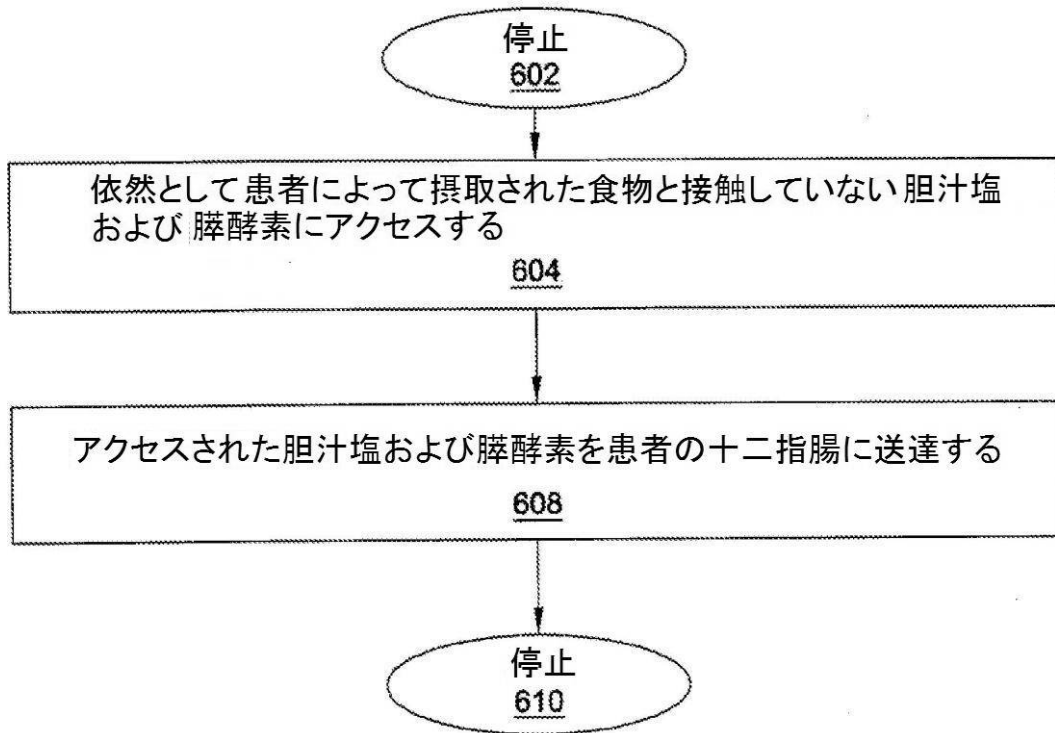 停止
602
依然として患者によって摂取された食物と接触していない胆汁塩
および膵酵素にアクセスする
604
アクセスされた胆汁塩および膵酵素を患者の十二指腸に送達する
608
停止
610